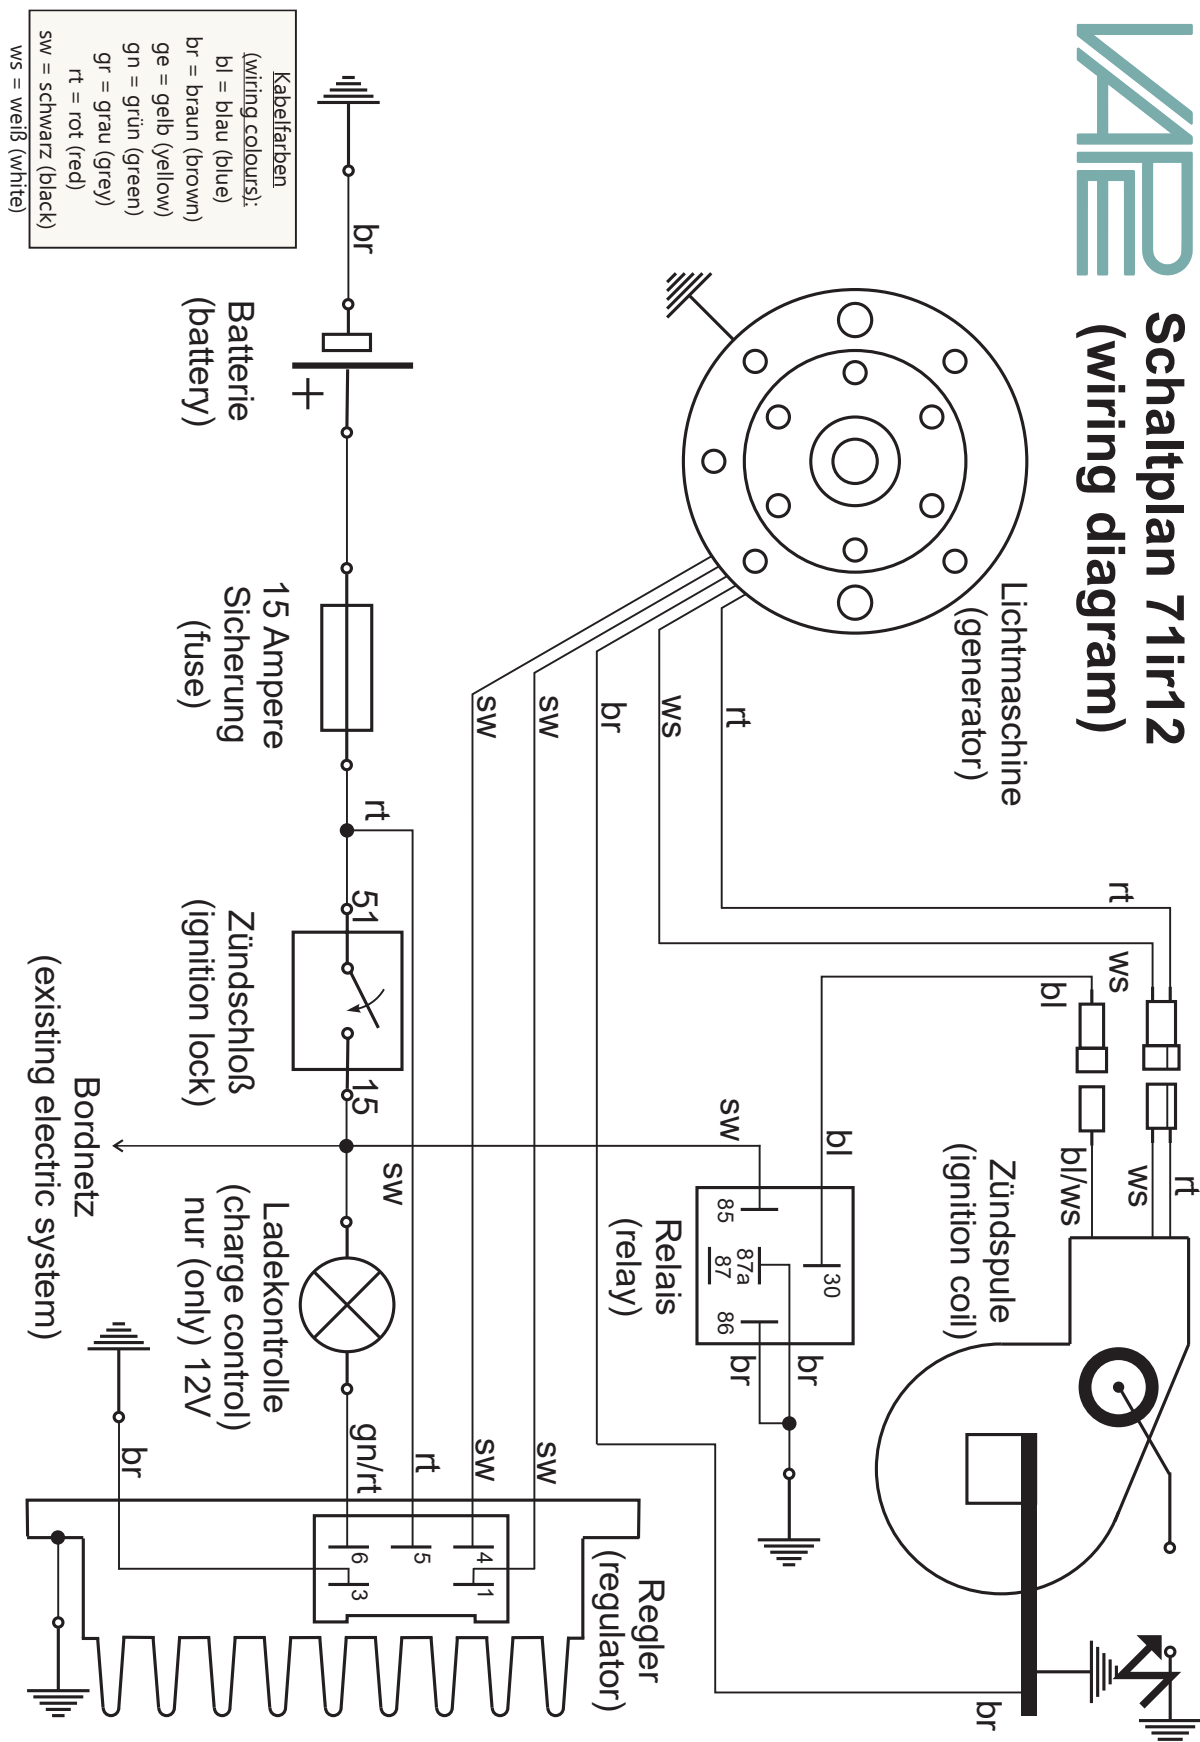 VAPE
Schaltplan 71ir12
(wiring diagram)
Lichtmaschine
(generator)
rt
ws
br
sw
sw
rt
ws
bl
rt
ws
bl/ws
Zündspule
(ignition coil)
bl
sw
30
85
87a
87
86
Relais
(relay)
br
br
br
Kabelfarben
(wiring colours):
bl = blau (blue)
br = braun (brown)
ge = gelb (yellow)
gn = grün (green)
gr = grau (grey)
rt = rot (red)
sw = schwarz (black)
ws = weiß (white)
br
+
Batterie
(battery)
15 Ampere
Sicherung
(fuse)
rt
51
15
Zündschloß
(ignition lock)
sw
Bordnetz
(existing electric system)
Ladekontrolle
(charge control)
nur (only) 12V
gn/rt
rt
sw
sw
br
4
1
5
6
3
Regler
(regulator)